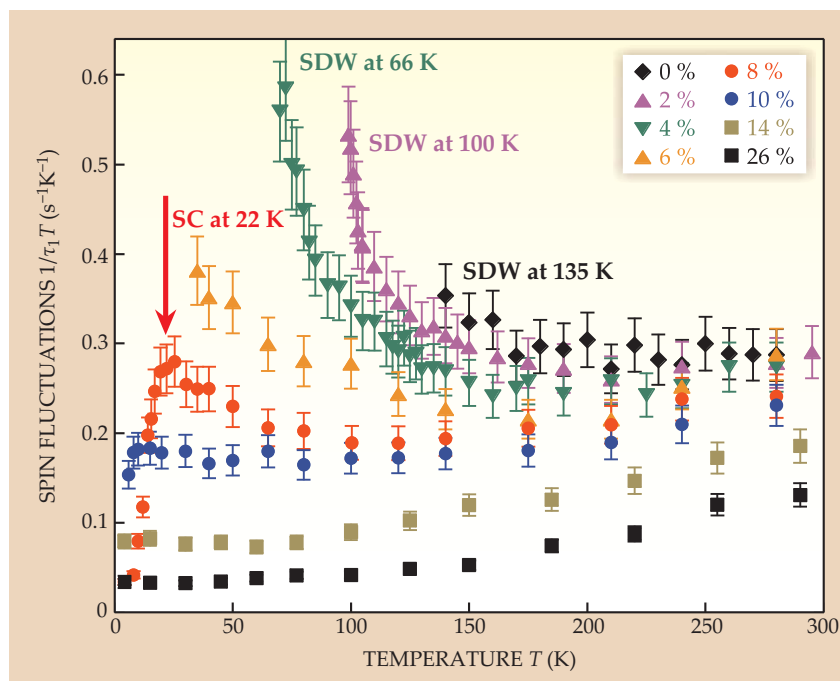 SPIN FLUCTUATIONS 1/τ₁T (s⁻¹K⁻¹)
0.6
0.5
0.4
0.3
0.2
0.1
0
SDW at 66 K
SDW at 100 K
SC at 22 K
SDW at 135 K
0 % 8 %
2 % 10 %
4 % 14 %
6 % 26 %
0 50 100 150 200 250 300
TEMPERATURE T (K)